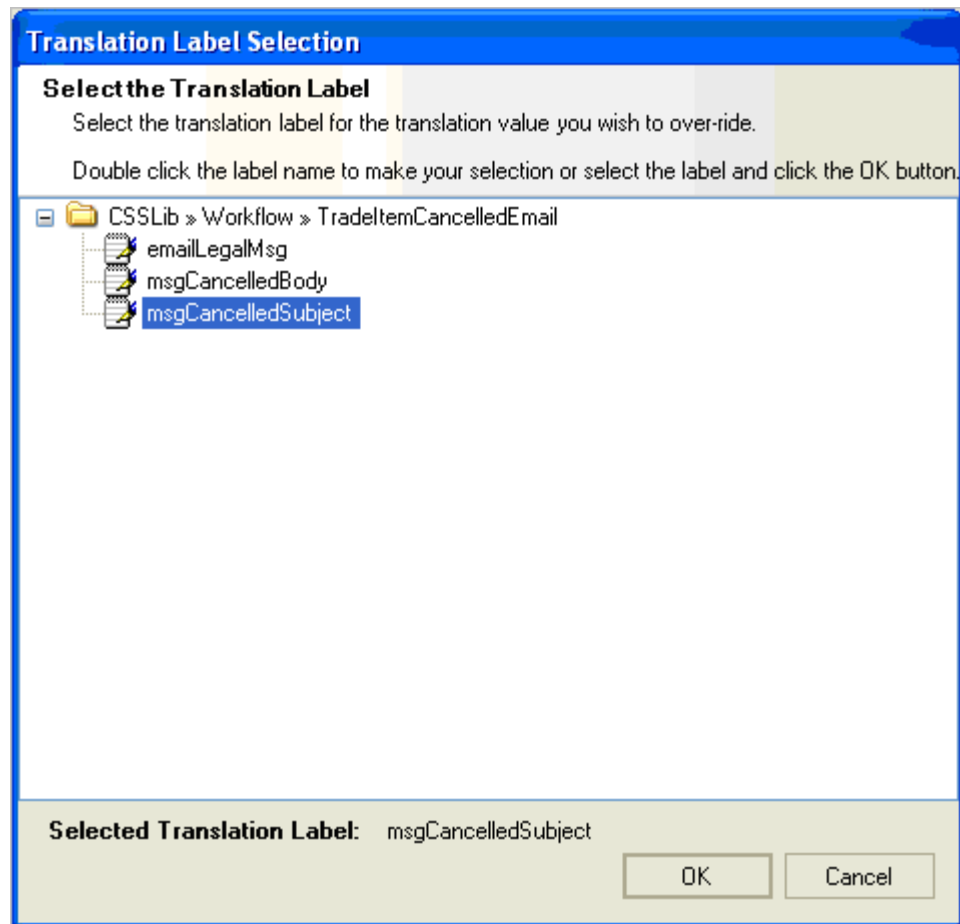 Translation Label Selection
Select the Translation Label
Select the translation label for the translation value you wish to over-ride.
Double click the label name to make your selection or select the label and click the OK button.
CSSLib » Workflow » TradeItemCancelledEmail
emailLegalMsg
msgCancelledBody
msgCancelledSubject
Selected Translation Label: msgCancelledSubject
OK Cancel